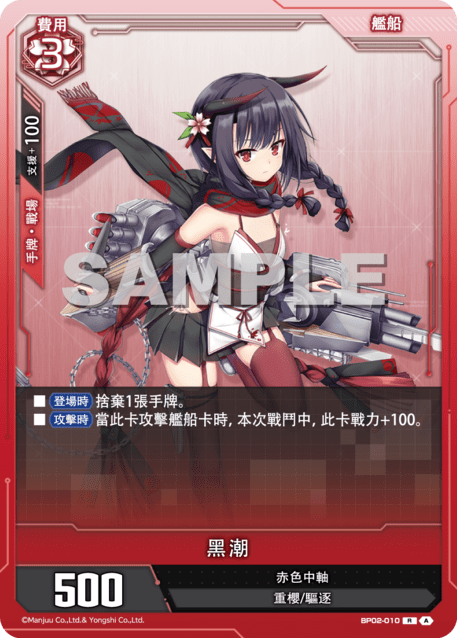 費用
3
艦船
支援+100
手牌・戰場
SAMPLE
登場時 捨棄1張手牌。
攻擊時 當此卡攻擊艦船卡時, 本次戰鬥中, 此卡戰力+100。
黑潮
500
赤色中軸
重櫻/驅逐
©Manjuu Co.,Ltd.& Yongshi Co.,Ltd.
BP02-010 R A